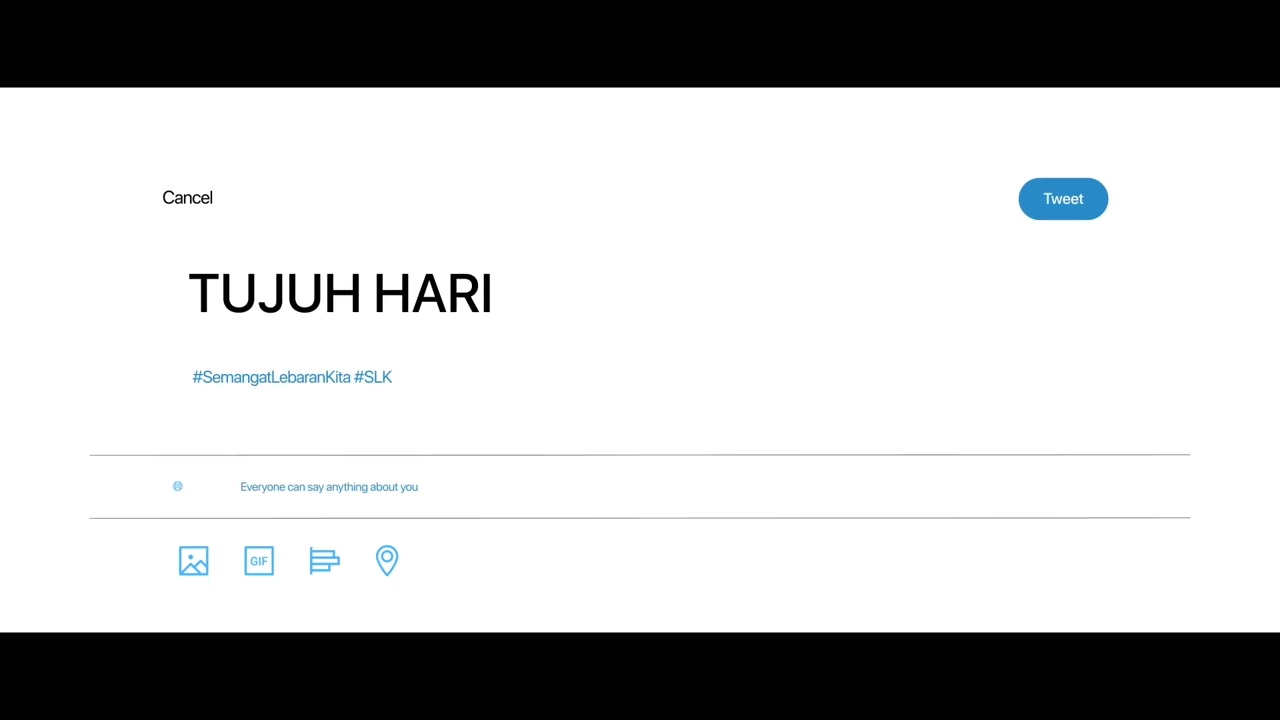 Cancel
Tweet
TUJUH HARI
#SemangatLebaranKita #SLK
Everyone can say anything about you
GIF